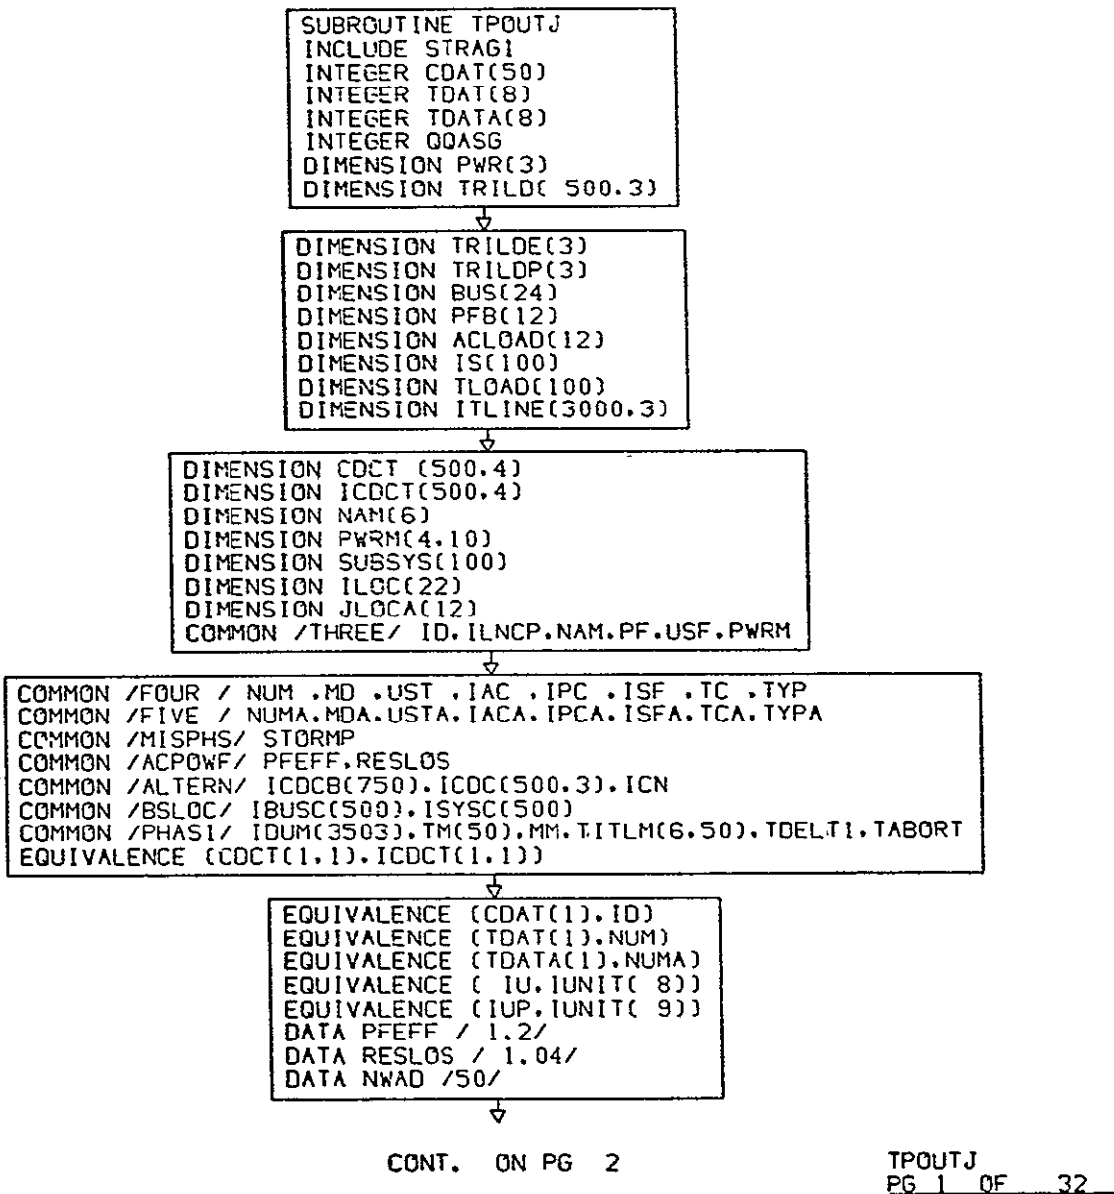 SUBROUTINE TPOUTJ
INCLUDE STRAG1
INTEGER CDAT(50)
INTEGER TDAT(8)
INTEGER TDATA(8)
INTEGER QDASG
DIMENSION PWR(3)
DIMENSION TRILD( 500.3)
DIMENSION TRILDE(3)
DIMENSION TRILDP(3)
DIMENSION BUS(24)
DIMENSION PFB(12)
DIMENSION ACLOAD(12)
DIMENSION IS(100)
DIMENSION TLOAD(100)
DIMENSION ITLINE(3000.3)
DIMENSION CDCT (500.4)
DIMENSION ICDCT(500.4)
DIMENSION NAM(6)
DIMENSION PWRM(4.10)
DIMENSION SUBSYS(100)
DIMENSION ILOC(22)
DIMENSION JLOCA(12)
COMMON /THREE/ ID.ILNCP.NAM.PF.USF.PWRM
COMMON /FOUR / NUM .MD .UST .IAC .IPC .ISF .TC .TYP
COMMON /FIVE / NUMA.MDA.USTA.IACA.IPCA.ISFA.TCA.TYPA
COMMON /MISPHS/ STORMP
COMMON /ACPOWF/ PFEFF.RESLOS
COMMON /ALTERN/ ICDCB(750).ICDC(500.3).ICN
COMMON /BSLOC/ IBUSC(500).ISYSC(500)
COMMON /PHAS1/ IDUM(3503).TM(50).MM.TITLM(6.50).TDELT1.TABORT
EQUIVALENCE (CDCT(1.1).ICDCT(1.1))
EQUIVALENCE (CDAT(1).ID)
EQUIVALENCE (TDAT(1).NUM)
EQUIVALENCE (TDATA(1).NUMA)
EQUIVALENCE ( IU.IUNIT( 8))
EQUIVALENCE (IUP.IUNIT( 9))
DATA PFEFF / 1.2/
DATA RESLOS / 1.04/
DATA NWAD /50/
CONT. ON PG 2
TPOUTJ
PG 1 OF 32